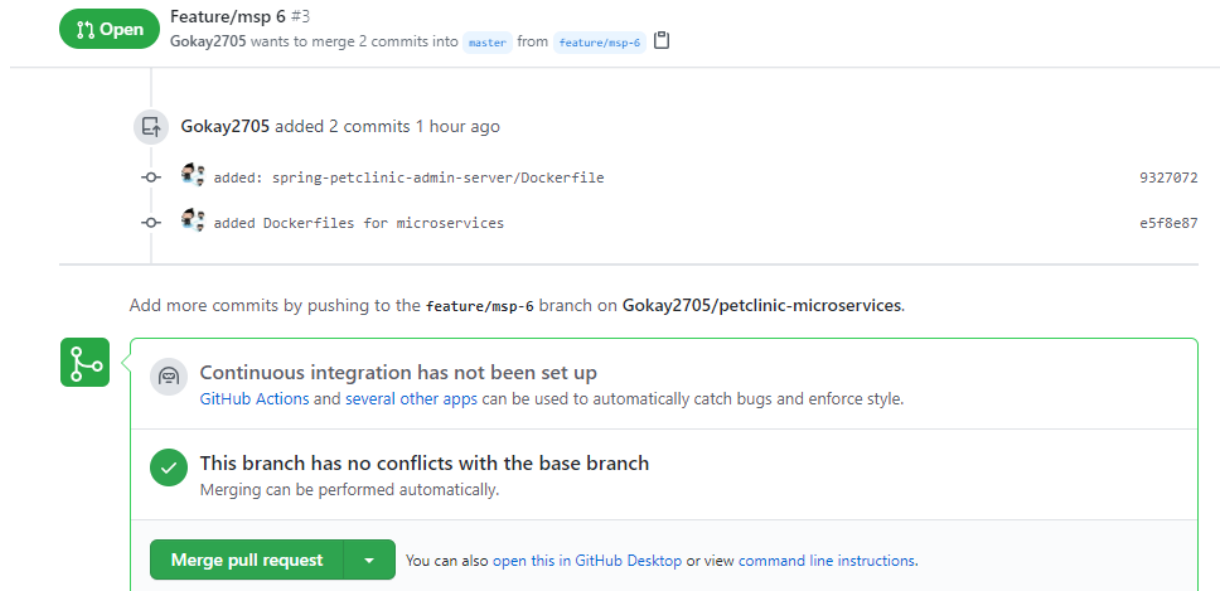 Open
Feature/msp 6 #3
Gokay2705 wants to merge 2 commits into master from feature/msp-6
Gokay2705 added 2 commits 1 hour ago
added: spring-petclinic-admin-server/Dockerfile 9327072
added Dockerfiles for microservices e5f8e87
Add more commits by pushing to the feature/msp-6 branch on Gokay2705/petclinic-microservices.
Continuous integration has not been set up
GitHub Actions and several other apps can be used to automatically catch bugs and enforce style.
This branch has no conflicts with the base branch
Merging can be performed automatically.
Merge pull request You can also open this in GitHub Desktop or view command line instructions.